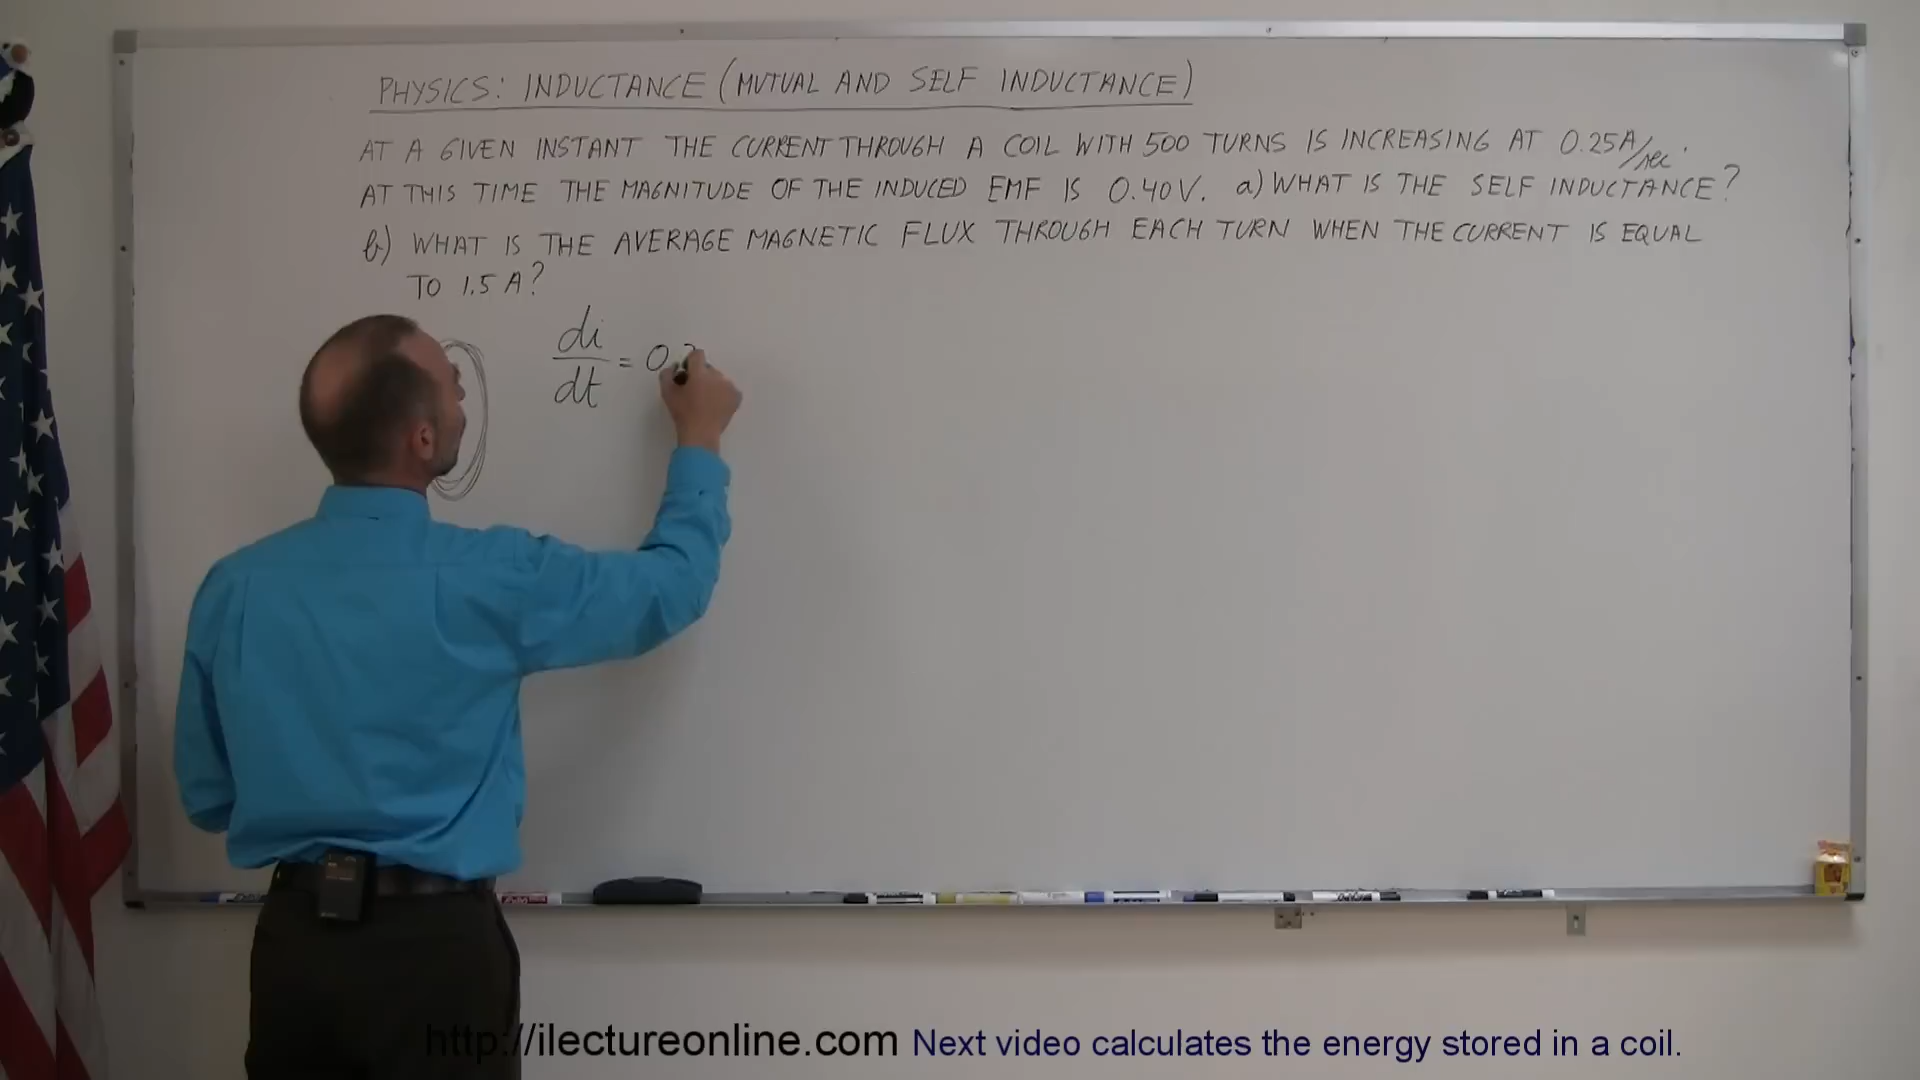 PHYSICS: INDUCTANCE (MUTUAL AND SELF INDUCTANCE)
AT A GIVEN INSTANT THE CURRENT THROUGH A COIL WITH 500 TURNS IS INCREASING AT 0.25A/sec.
AT THIS TIME THE MAGNITUDE OF THE INDUCED EMF IS 0.40V. a) WHAT IS THE SELF INDUCTANCE?
b) WHAT IS THE AVERAGE MAGNETIC FLUX THROUGH EACH TURN WHEN THE CURRENT IS EQUAL
TO 1.5 A?
di/dt = 0.
http://ilectureonline.com Next video calculates the energy stored in a coil.